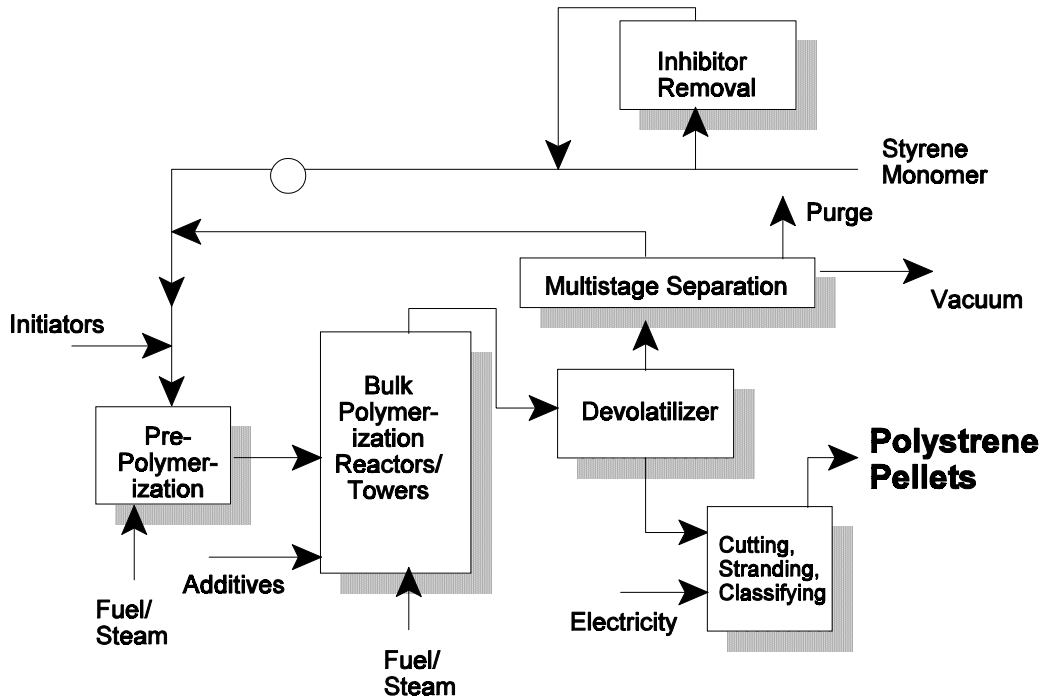 Inhibitor
Removal
Styrene
Monomer
Purge
Multistage Separation
Vacuum
Initiators
Bulk
Polymer-
ization
Reactors/
Towers
Devolatilizer
Pre-
Polymer-
ization
Polystrene
Pellets
Cutting,
Stranding,
Classifying
Additives
Fuel/
Steam
Electricity
Fuel/
Steam